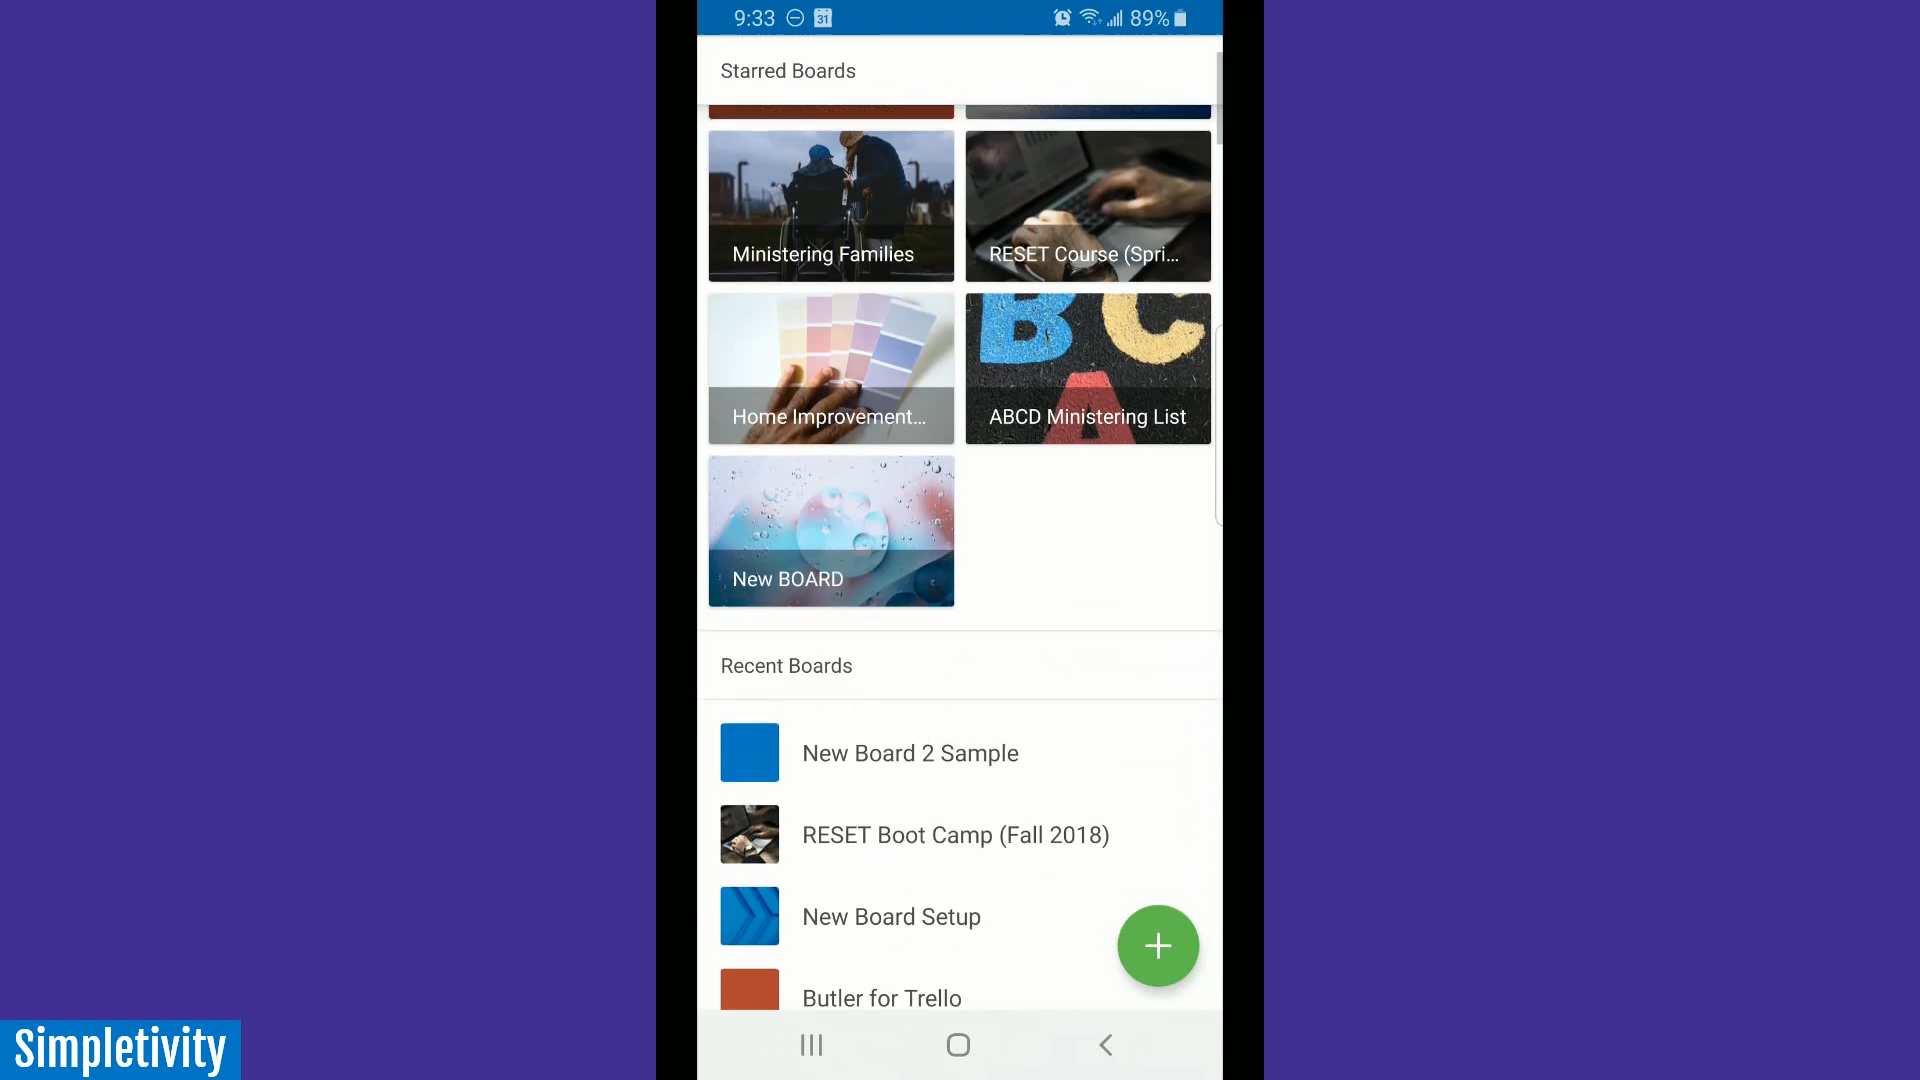 9:33
31
89%
Starred Boards
Ministering Families
RESET Course (Spri...
Home Improvement...
ABCD Ministering List
New BOARD
Recent Boards
New Board 2 Sample
RESET Boot Camp (Fall 2018)
New Board Setup
Butler for Trello
Simpletivity